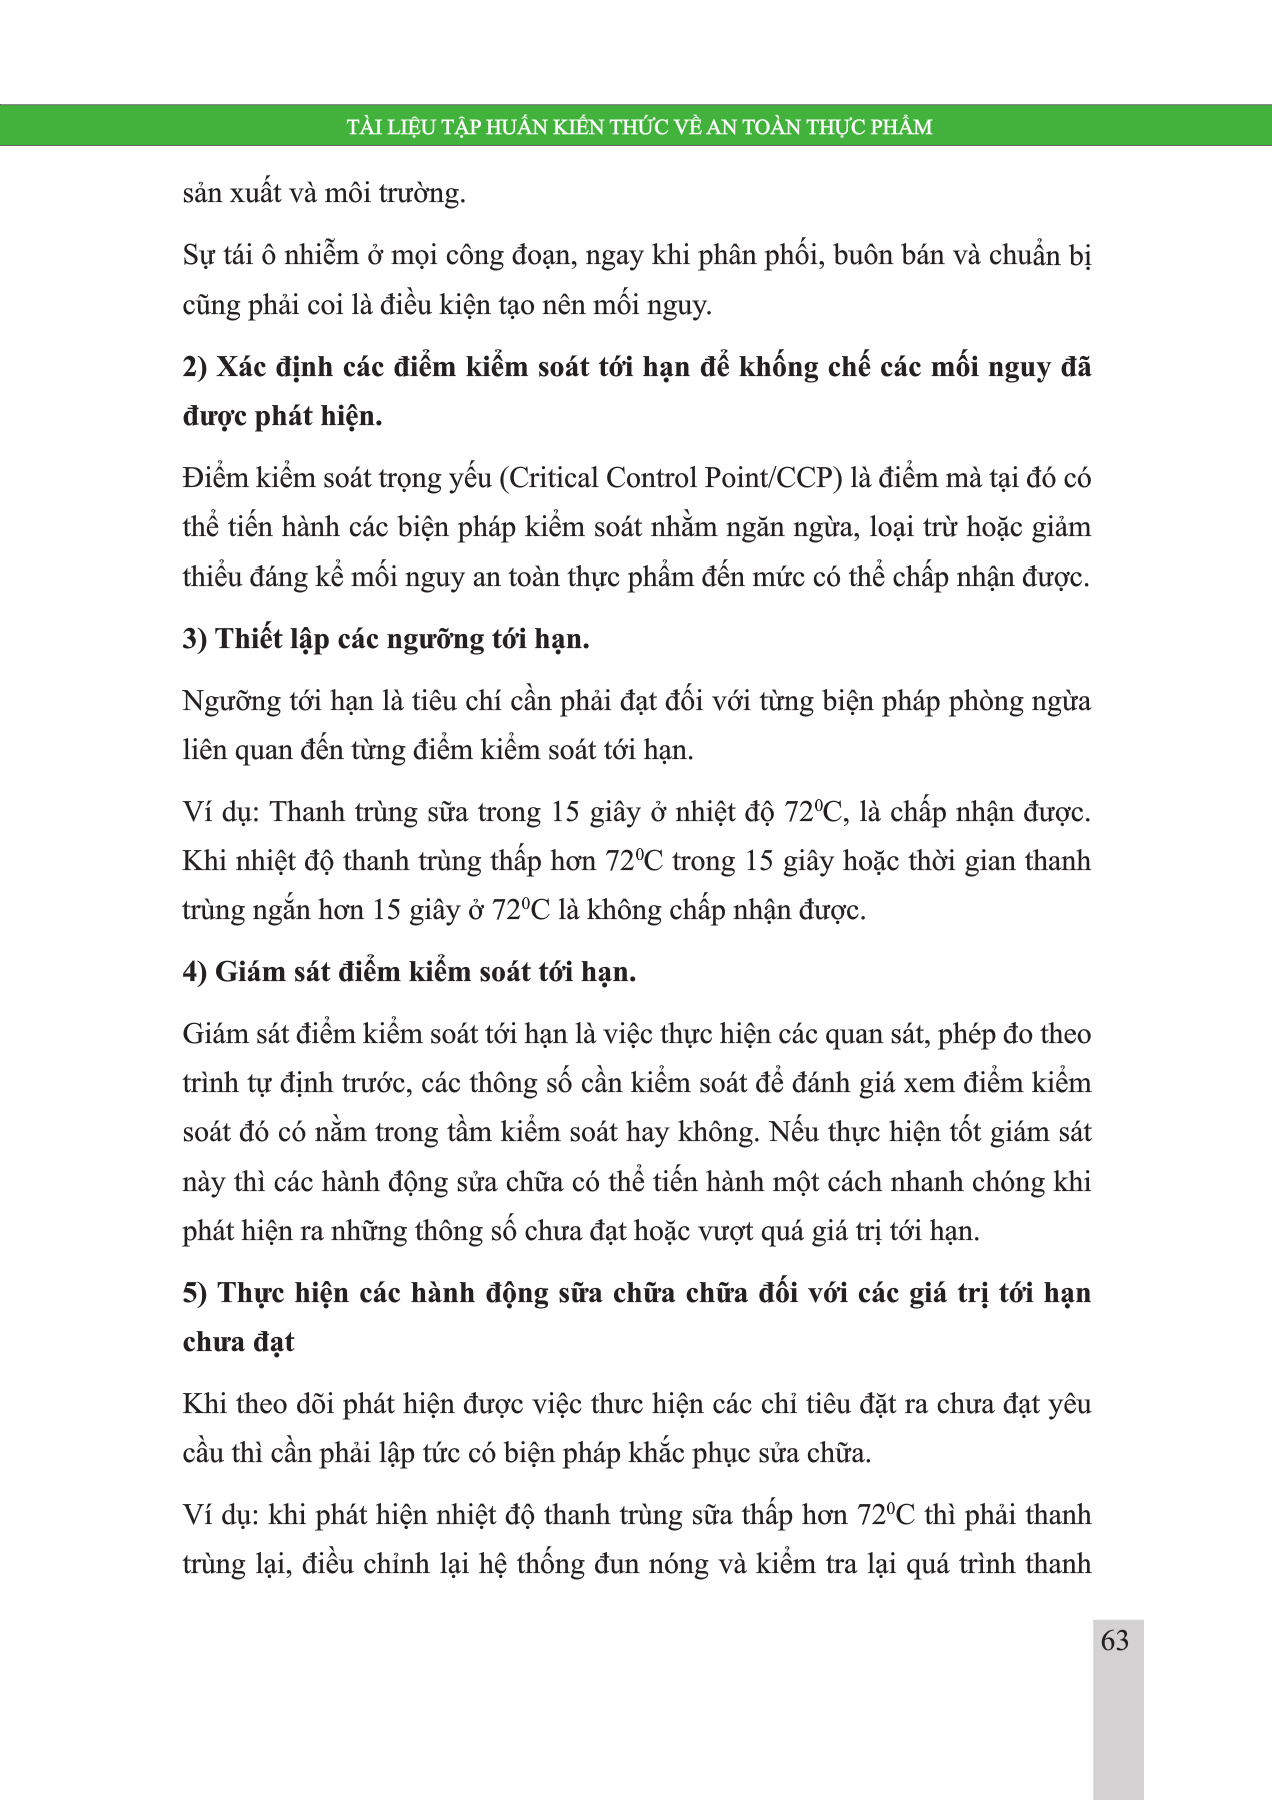 TÀI LIỆU TẬP HUẤN KIẾN THỨC VỀ AN TOÀN THỰC PHẨM
sản xuất và môi trường.
Sự tái ô nhiễm ở mọi công đoạn, ngay khi phân phối, buôn bán và chuẩn bị
cũng phải coi là điều kiện tạo nên mối nguy.
2) Xác định các điểm kiểm soát tới hạn để khống chế các mối nguy đã
được phát hiện.
Điểm kiểm soát trọng yếu (Critical Control Point/CCP) là điểm mà tại đó có
thể tiến hành các biện pháp kiểm soát nhằm ngăn ngừa, loại trừ hoặc giảm
thiểu đáng kể mối nguy an toàn thực phẩm đến mức có thể chấp nhận được.
3) Thiết lập các ngưỡng tới hạn.
Ngưỡng tới hạn là tiêu chí cần phải đạt đối với từng biện pháp phòng ngừa
liên quan đến từng điểm kiểm soát tới hạn.
Ví dụ: Thanh trùng sữa trong 15 giây ở nhiệt độ 72⁰C, là chấp nhận được.
Khi nhiệt độ thanh trùng thấp hơn 72⁰C trong 15 giây hoặc thời gian thanh
trùng ngắn hơn 15 giây ở 72⁰C là không chấp nhận được.
4) Giám sát điểm kiểm soát tới hạn.
Giám sát điểm kiểm soát tới hạn là việc thực hiện các quan sát, phép đo theo
trình tự định trước, các thông số cần kiểm soát để đánh giá xem điểm kiểm
soát đó có nằm trong tầm kiểm soát hay không. Nếu thực hiện tốt giám sát
này thì các hành động sửa chữa có thể tiến hành một cách nhanh chóng khi
phát hiện ra những thông số chưa đạt hoặc vượt quá giá trị tới hạn.
5) Thực hiện các hành động sữa chữa chữa đối với các giá trị tới hạn
chưa đạt
Khi theo dõi phát hiện được việc thưc hiện các chỉ tiêu đặt ra chưa đạt yêu
cầu thì cần phải lập tức có biện pháp khắc phục sửa chữa.
Ví dụ: khi phát hiện nhiệt độ thanh trùng sữa thấp hơn 72⁰C thì phải thanh
trùng lại, điều chỉnh lại hệ thống đun nóng và kiểm tra lại quá trình thanh
63